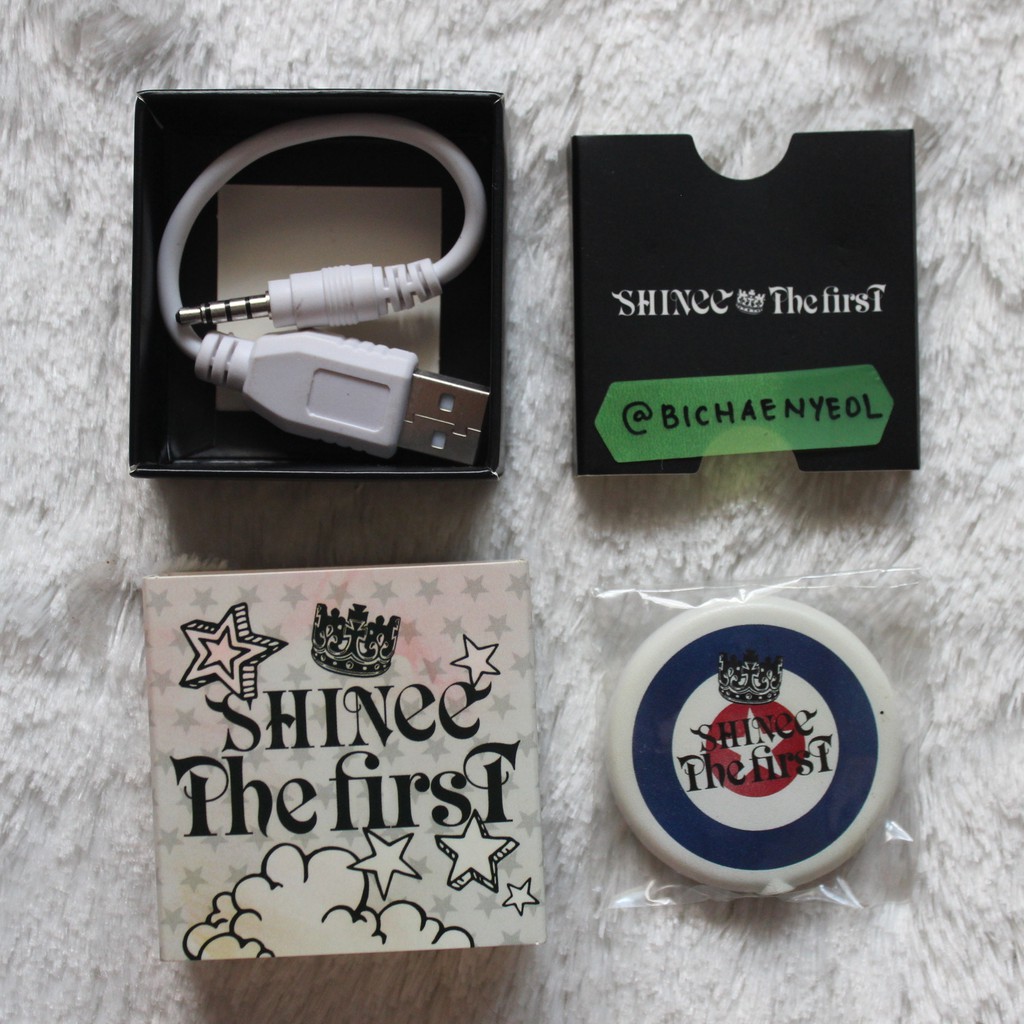 SHINee The first
@BICHAENYEOL
SHINee
The first
SHINee
The first